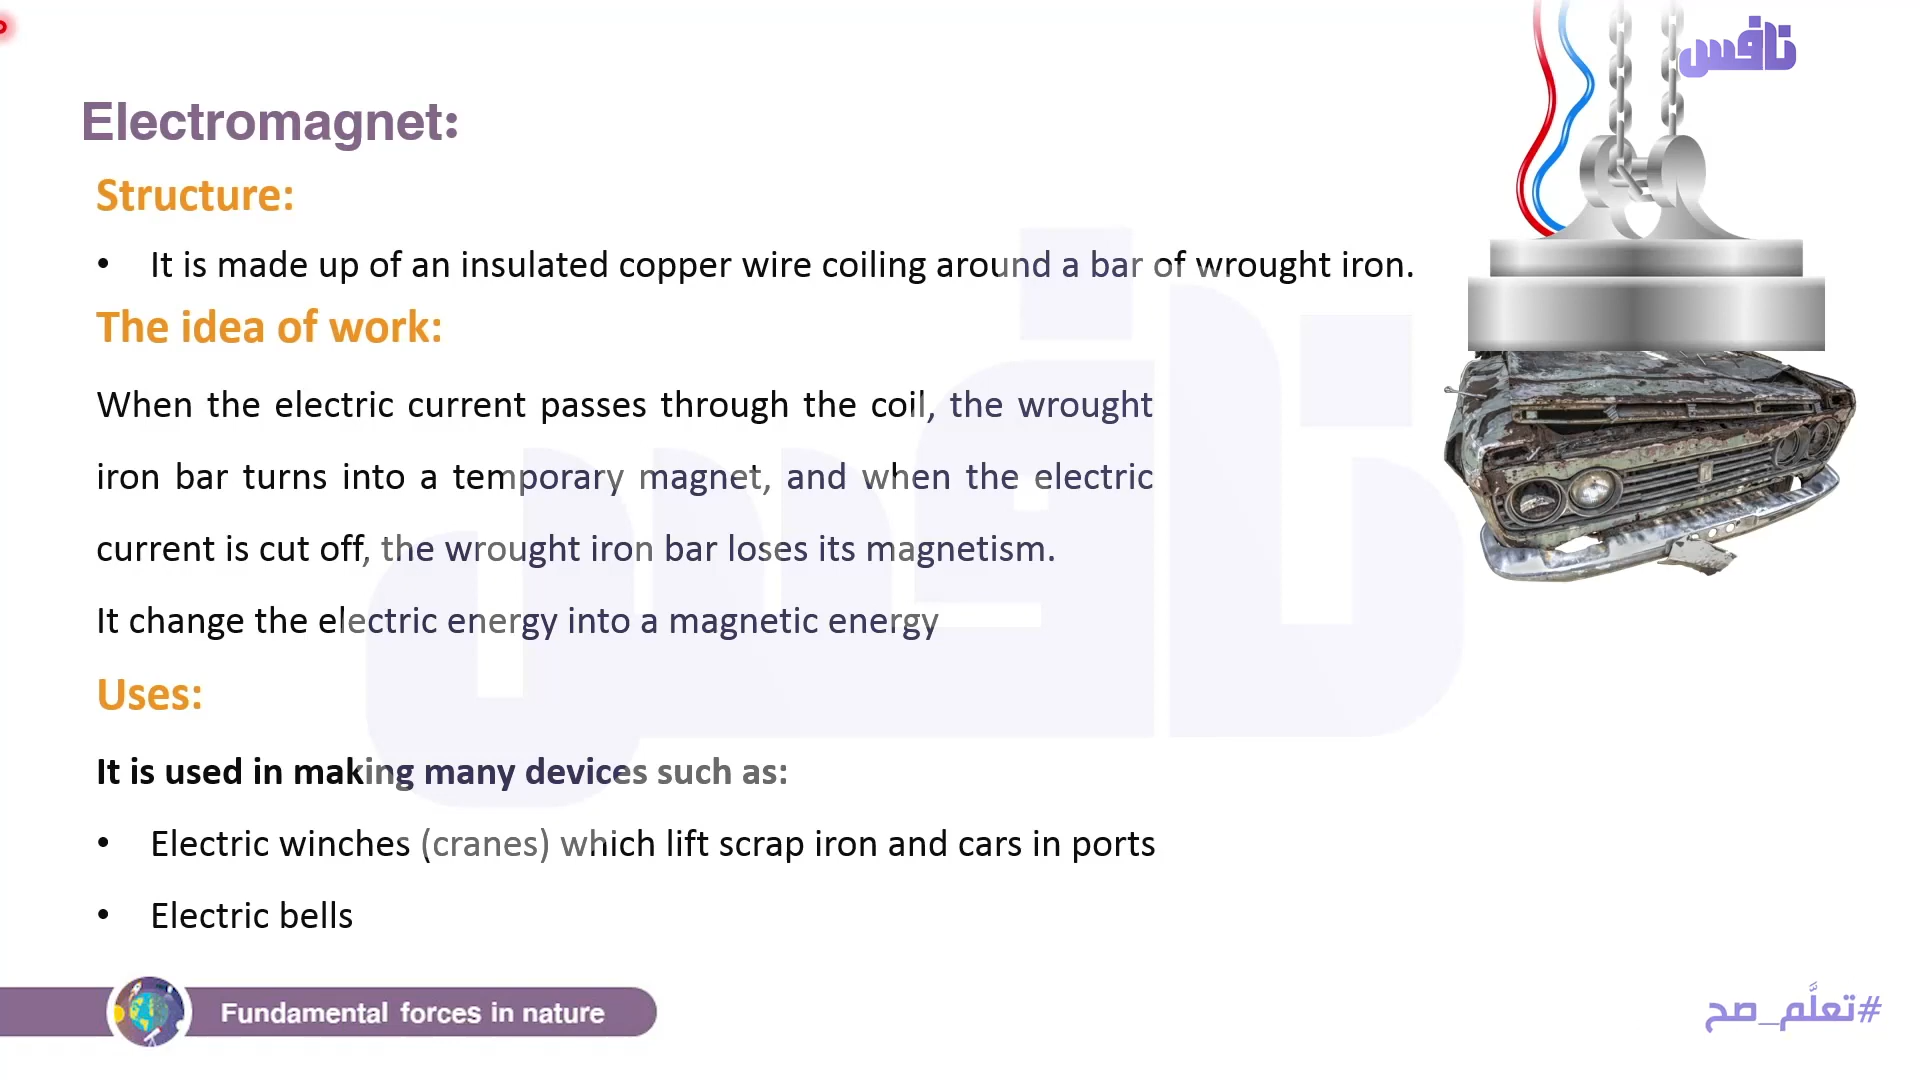 نافس
Electromagnet:
Structure:
• It is made up of an insulated copper wire coiling around a bar of wrought iron.
The idea of work:
When the electric current passes through the coil, the wrought
iron bar turns into a temporary magnet, and when the electric
current is cut off, the wrought iron bar loses its magnetism.
It change the electric energy into a magnetic energy
Uses:
It is used in making many devices such as:
• Electric winches (cranes) which lift scrap iron and cars in ports
• Electric bells
Fundamental forces in nature
#تعلَّم_صح